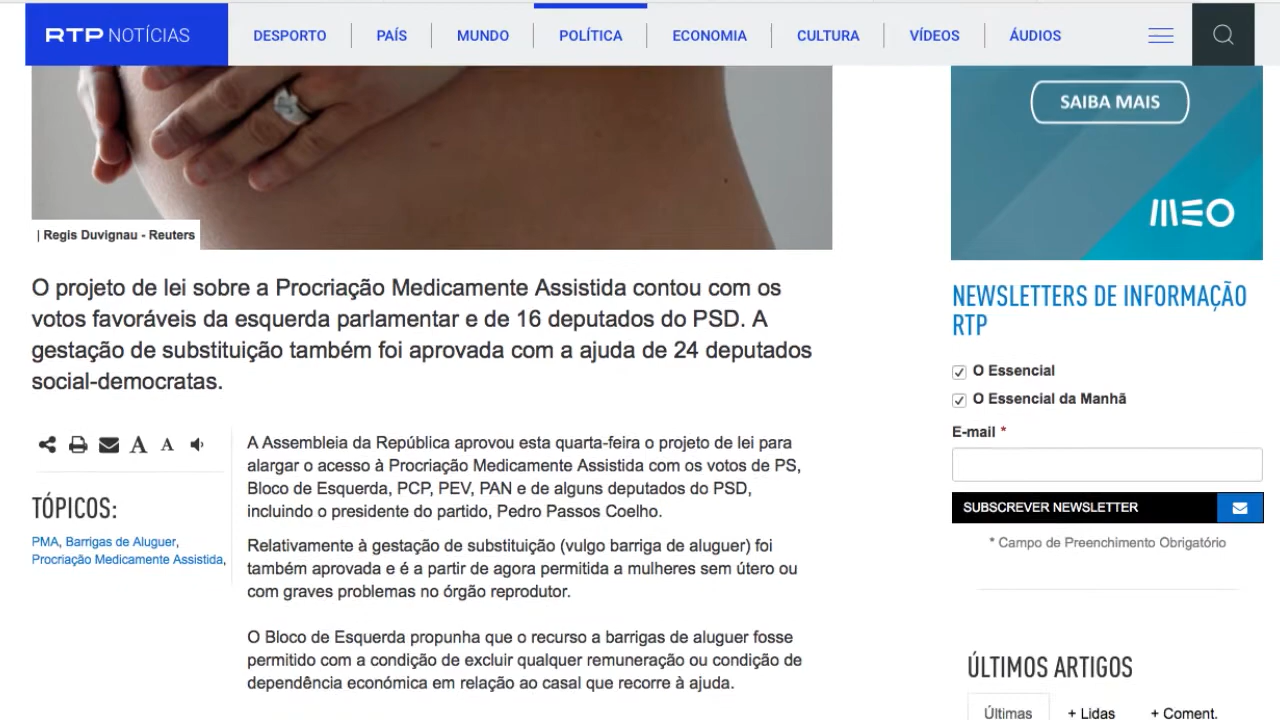 RTP NOTÍCIAS
DESPORTO
PAÍS
MUNDO
POLÍTICA
ECONOMIA
CULTURA
VÍDEOS
ÁUDIOS
| Regis Duvignau - Reuters
O projeto de lei sobre a Procriação Medicamente Assistida contou com os
votos favoráveis da esquerda parlamentar e de 16 deputados do PSD. A
gestação de substituição também foi aprovada com a ajuda de 24 deputados
social-democratas.
A A
TÓPICOS:
PMA, Barrigas de Aluguer,
Procriação Medicamente Assistida,
A Assembleia da República aprovou esta quarta-feira o projeto de lei para
alargar o acesso à Procriação Medicamente Assistida com os votos de PS,
Bloco de Esquerda, PCP, PEV, PAN e de alguns deputados do PSD,
incluindo o presidente do partido, Pedro Passos Coelho.
Relativamente à gestação de substituição (vulgo barriga de aluguer) foi
também aprovada e é a partir de agora permitida a mulheres sem útero ou
com graves problemas no órgão reprodutor.
O Bloco de Esquerda propunha que o recurso a barrigas de aluguer fosse
permitido com a condição de excluir qualquer remuneração ou condição de
dependência económica em relação ao casal que recorre à ajuda.
SAIBA MAIS
MEO
NEWSLETTERS DE INFORMAÇÃO
RTP
O Essencial
O Essencial da Manhã
E-mail *
SUBSCREVER NEWSLETTER
* Campo de Preenchimento Obrigatório
ÚLTIMOS ARTIGOS
Últimas
+ Lidas
+ Coment.